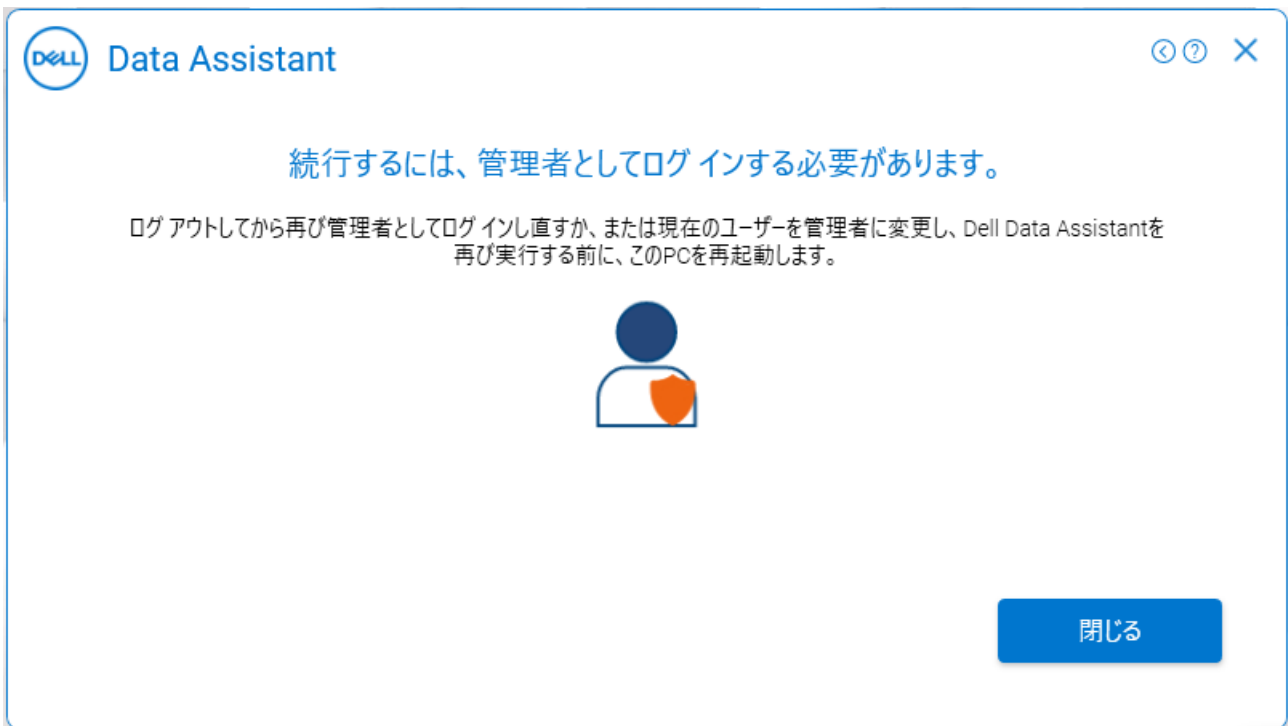 DELL
Data Assistant
続行するには、管理者としてログ インする必要があります。
ログ アウトしてから再び管理者としてログ インし直すか、または現在のユーザーを管理者に変更し、Dell Data Assistantを
再び実行する前に、このPCを再起動します。
閉じる